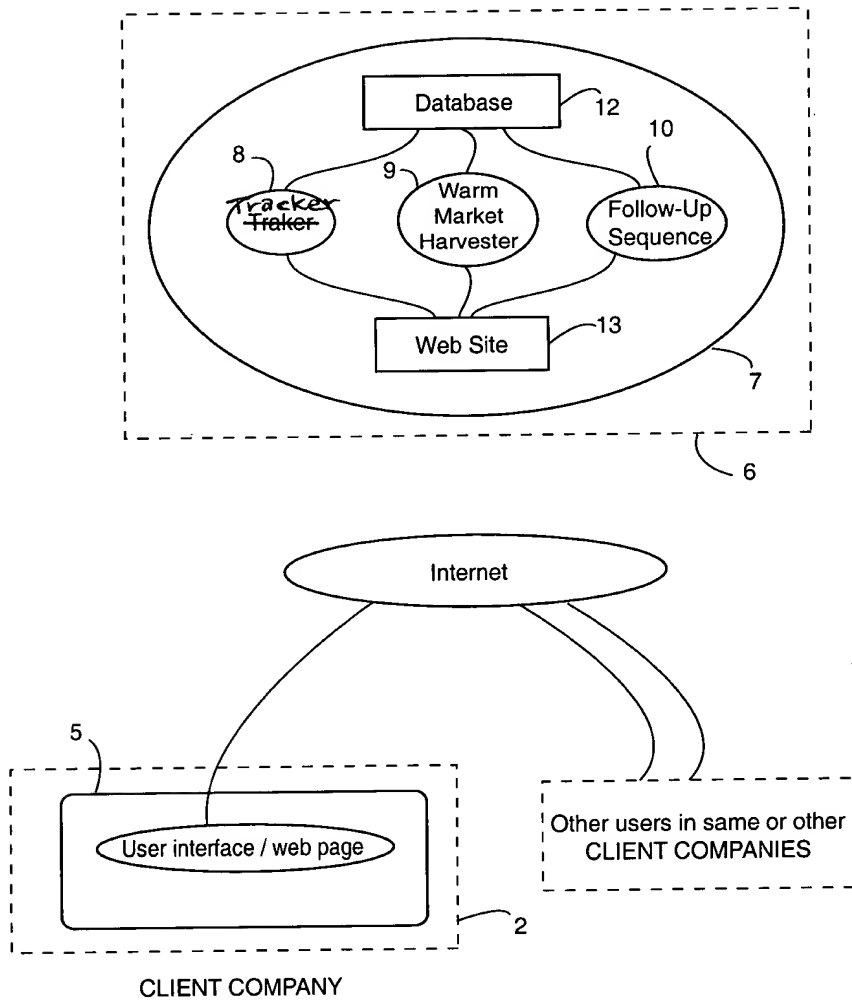 Database
12
10
8
9
Tracker
Traker
Warm
Market
Harvester
Follow-Up
Sequence
Web Site
13
7
6
Internet
5
User interface / web page
Other users in same or other
CLIENT COMPANIES
2
CLIENT COMPANY